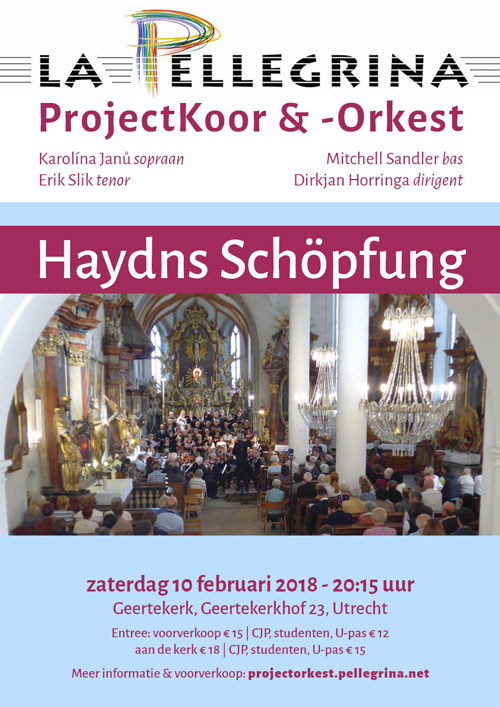 LA PELLEGRINA
ProjectKoor & -Orkest
Karolína Janů sopraan
Erik Slik tenor
Mitchell Sandler bas
Dirkjan Horringa dirigent
Haydns Schöpfung
zaterdag 10 februari 2018 - 20:15 uur
Geertekerk, Geertekerkhof 23, Utrecht
Entree: voorverkoop € 15 | CJP, studenten, U-pas € 12
aan de kerk € 18 | CJP, studenten, U-pas € 15
Meer informatie & voorverkoop: projectorkest.pellegrina.net